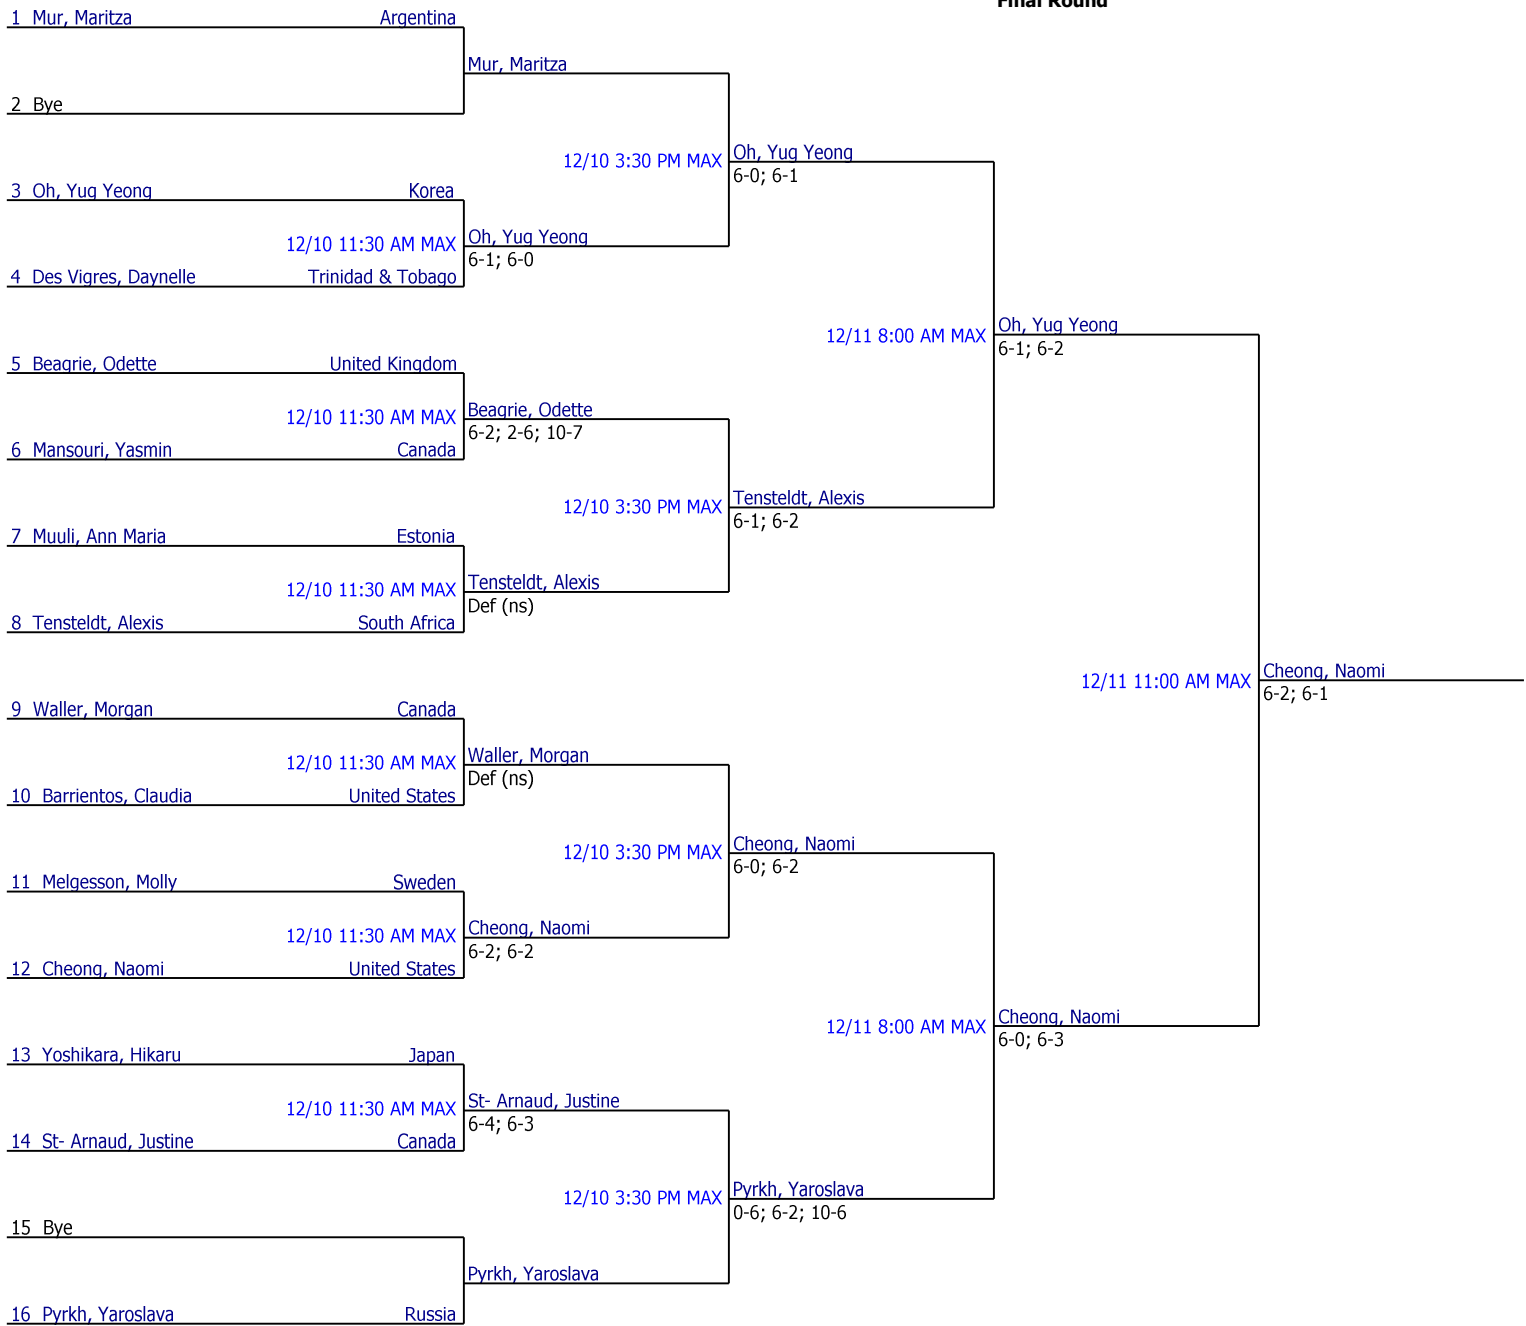 Final Round
1 Mur, Maritza Argentina
Mur, Maritza
2 Bye
12/10 3:30 PM MAX Oh, Yug Yeong
6-0; 6-1
3 Oh, Yug Yeong Korea
12/10 11:30 AM MAX Oh, Yug Yeong
6-1; 6-0
4 Des Vigres, Daynelle Trinidad & Tobago
12/11 8:00 AM MAX Oh, Yug Yeong
6-1; 6-2
5 Beagrie, Odette United Kingdom
12/10 11:30 AM MAX Beagrie, Odette
6-2; 2-6; 10-7
6 Mansouri, Yasmin Canada
12/10 3:30 PM MAX Tensteldt, Alexis
6-1; 6-2
7 Muuli, Ann Maria Estonia
12/10 11:30 AM MAX Tensteldt, Alexis
Def (ns)
8 Tensteldt, Alexis South Africa
12/11 11:00 AM MAX Cheong, Naomi
6-2; 6-1
9 Waller, Morgan Canada
12/10 11:30 AM MAX Waller, Morgan
Def (ns)
10 Barrientos, Claudia United States
12/10 3:30 PM MAX Cheong, Naomi
6-0; 6-2
11 Melgesson, Molly Sweden
12/10 11:30 AM MAX Cheong, Naomi
6-2; 6-2
12 Cheong, Naomi United States
12/11 8:00 AM MAX Cheong, Naomi
6-0; 6-3
13 Yoshikara, Hikaru Japan
12/10 11:30 AM MAX St- Arnaud, Justine
6-4; 6-3
14 St- Arnaud, Justine Canada
12/10 3:30 PM MAX Pyrkh, Yaroslava
0-6; 6-2; 10-6
15 Bye
Pyrkh, Yaroslava
16 Pyrkh, Yaroslava Russia